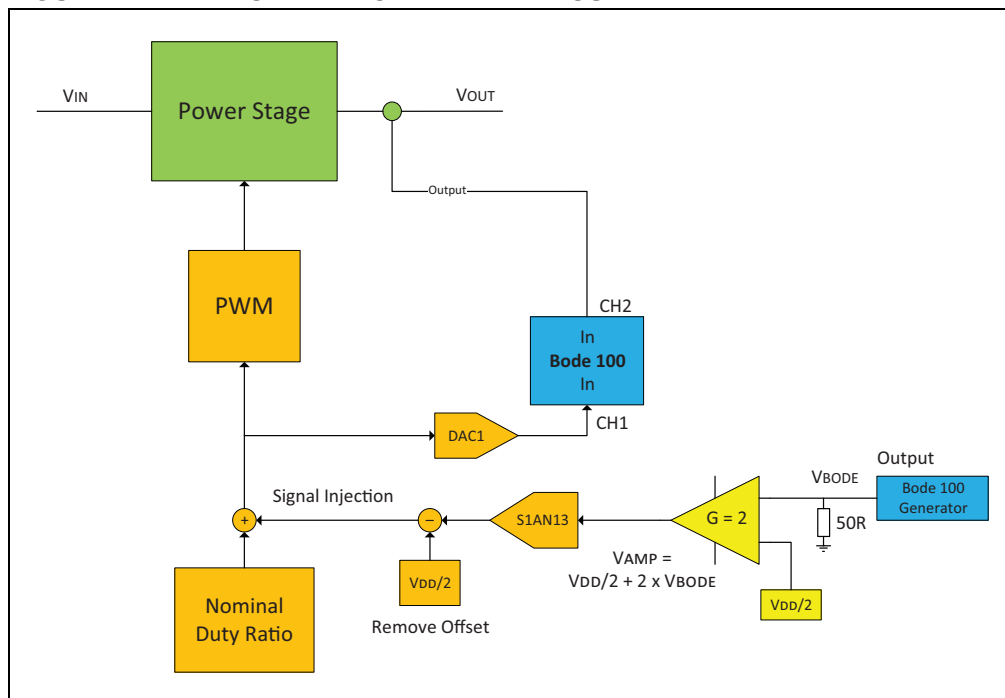 VIN
Power Stage
VOUT
Output
PWM
CH2
In
Bode 100
In
CH1
DAC1
Output
Signal Injection
VBODE
Bode 100
Generator
50R
+
–
S1AN13
G = 2
VAMP =
VDD/2 + 2 x VBODE
VDD/2
VDD/2
Nominal
Duty Ratio
Remove Offset